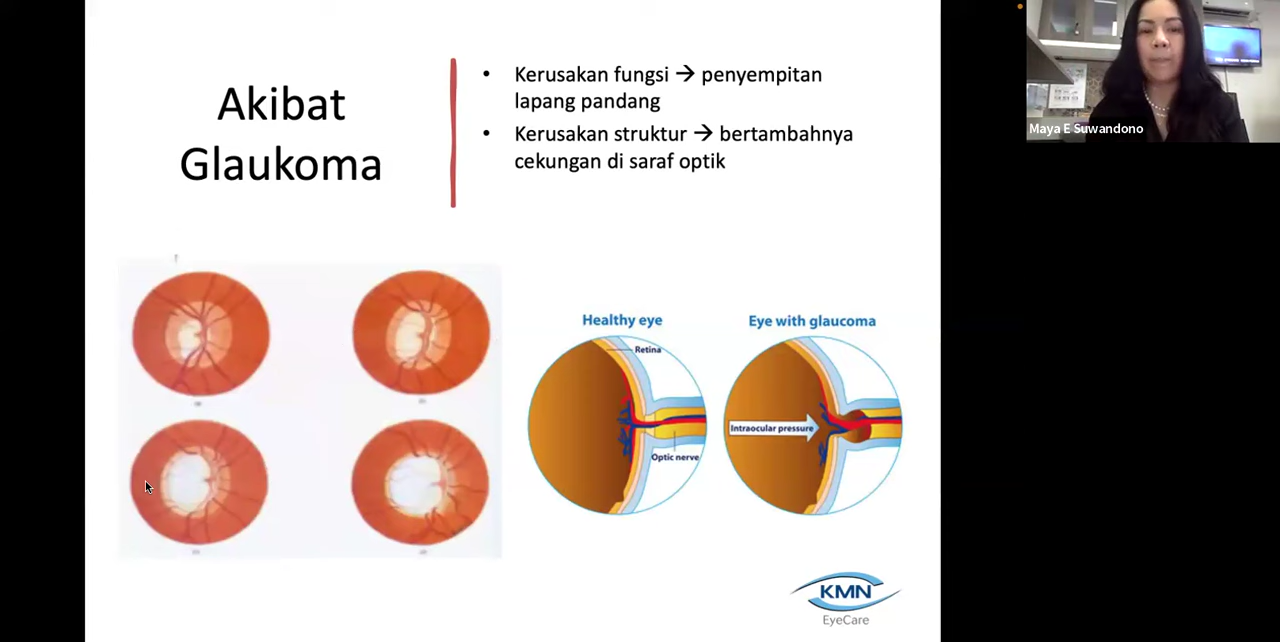 Akibat
Glaukoma
• Kerusakan fungsi → penyempitan
lapang pandang
• Kerusakan struktur → bertambahnya
cekungan di saraf optik
Maya E Suwandono
Healthy eye
Retina
Optic nerve
Eye with glaucoma
Intraocular pressure
KMN
EyeCare